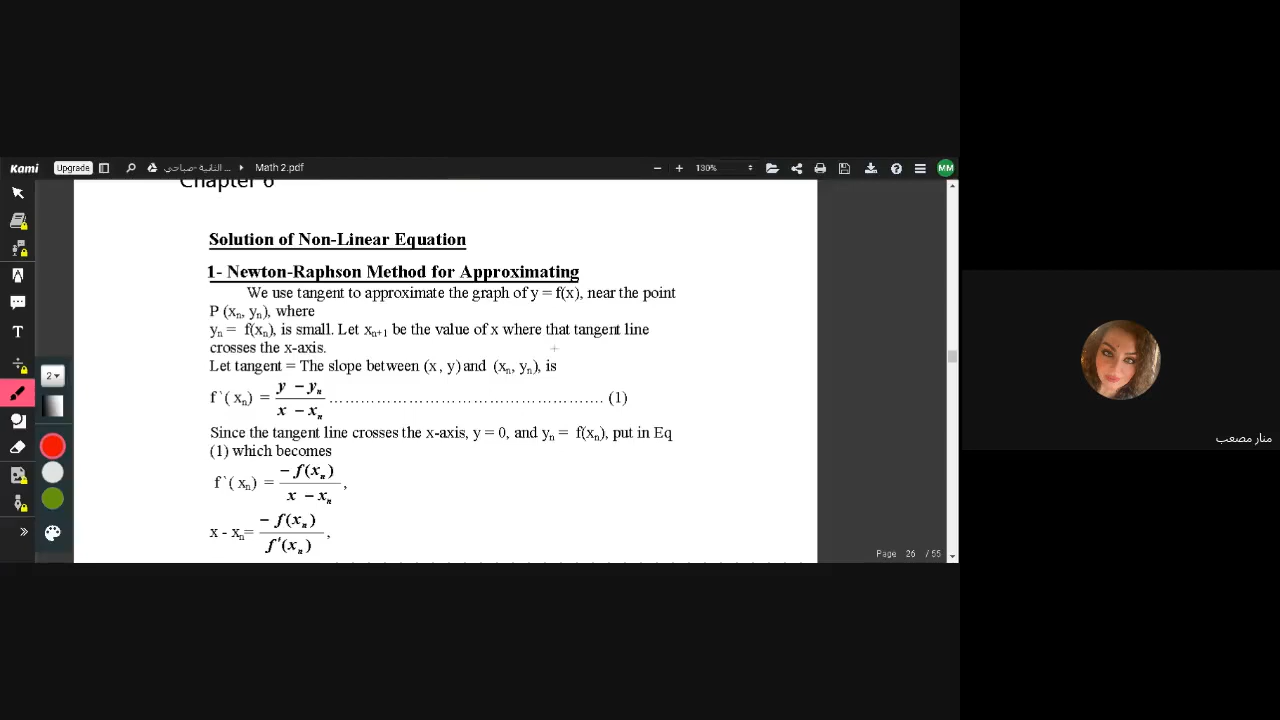 Kami
Upgrade
الثانية -صباحي...
Math 2.pdf
130%
MM
Chapter 6
Solution of Non-Linear Equation
1- Newton-Raphson Method for Approximating
We use tangent to approximate the graph of y = f(x), near the point
P (xn, yn), where
yn = f(xn), is small. Let xn+1 be the value of x where that tangent line
crosses the x-axis.
Let tangent = The slope between (x , y) and (xn, yn), is
f `( xn) = y − yn / x − xn ……………………………………………… (1)
Since the tangent line crosses the x-axis, y = 0, and yn = f(xn), put in Eq
(1) which becomes
f `( xn) = − f(xn) / x − xn ,
x - xn= − f(xn) / f′(xn) ,
Page 26 / 55
2
T
منار مصعب